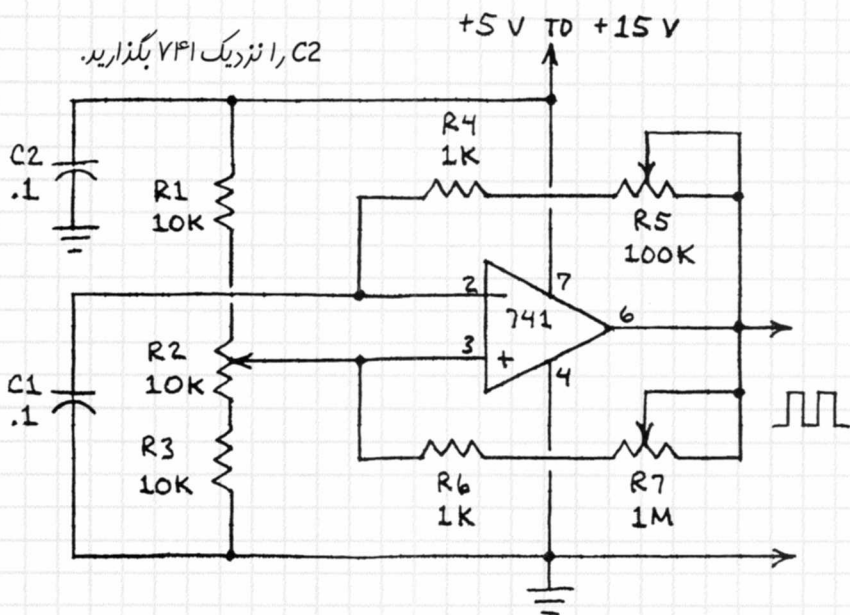 +5 V TO +15 V
C2 را نزدیک ۷۴۱ بگذارید.
R4
1K
C2
.1
R1
10K
R5
100K
2
7
741
6
3
+
4
R2
10K
C1
.1
R3
10K
R6
1K
R7
1M